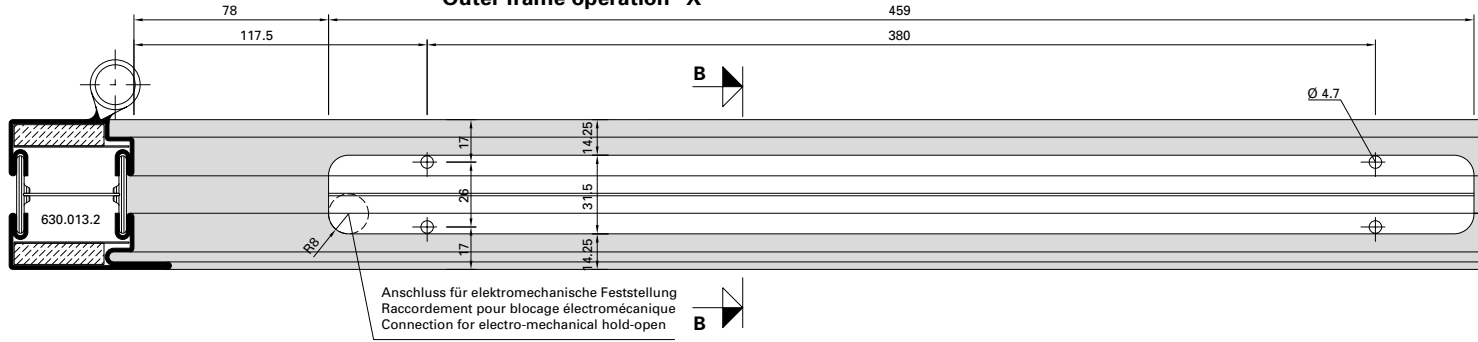 Outer frame operation "X"
78
459
117.5
380
B
Ø 4.7
17
14.25
26
31.5
630.013.2
R8
17
14.25
Anschluss für elektromechanische Feststellung
Raccordement pour blocage électromécanique
Connection for electro-mechanical hold-open
B